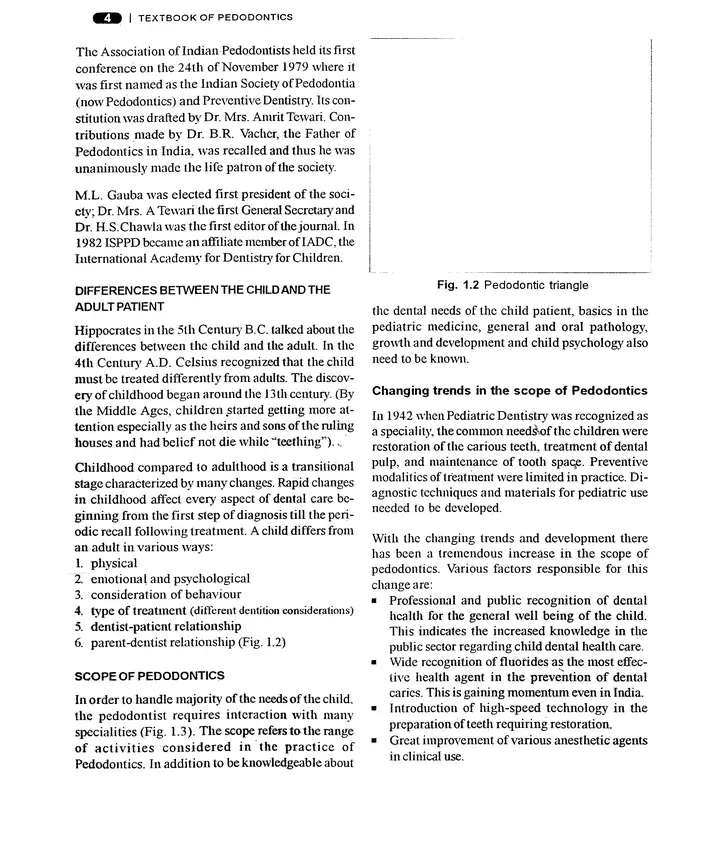 4 | TEXTBOOK OF PEDODONTICS
The Association of Indian Pedodontists held its first
conference on the 24th of November 1979 where it
was first named as the Indian Society of Pedodontia
(now Pedodontics) and Preventive Dentistry. Its con-
stitution was drafted by Dr. Mrs. Amrit Tewari. Con-
tributions made by Dr. B.R. Vacher, the Father of
Pedodontics in India, was recalled and thus he was
unanimously made the life patron of the society.
M.L. Gauba was elected first president of the soci-
ety; Dr. Mrs. A Tewari the first General Secretary and
Dr. H.S.Chawla was the first editor of the journal. In
1982 ISPPD became an affiliate member of IADC, the
International Academy for Dentistry for Children.
DIFFERENCES BETWEEN THE CHILD AND THE
ADULT PATIENT
Hippocrates in the 5th Century B.C. talked about the
differences between the child and the adult. In the
4th Century A.D. Celsius recognized that the child
must be treated differently from adults. The discov-
ery of childhood began around the 13th century. (By
the Middle Ages, children started getting more at-
tention especially as the heirs and sons of the ruling
houses and had belief not die while “teething”).
Childhood compared to adulthood is a transitional
stage characterized by many changes. Rapid changes
in childhood affect every aspect of dental care be-
ginning from the first step of diagnosis till the peri-
odic recall following treatment. A child differs from
an adult in various ways:
1. physical
2. emotional and psychological
3. consideration of behaviour
4. type of treatment (different dentition considerations)
5. dentist-patient relationship
6. parent-dentist relationship (Fig. 1.2)
SCOPE OF PEDODONTICS
In order to handle majority of the needs of the child,
the pedodontist requires interaction with many
specialities (Fig. 1.3). The scope refers to the range
of activities considered in the practice of
Pedodontics. In addition to be knowledgeable about
Fig. 1.2 Pedodontic triangle
the dental needs of the child patient, basics in the
pediatric medicine, general and oral pathology,
growth and development and child psychology also
need to be known.
Changing trends in the scope of Pedodontics
In 1942 when Pediatric Dentistry was recognized as
a speciality, the common needs of the children were
restoration of the carious teeth, treatment of dental
pulp, and maintenance of tooth space. Preventive
modalities of treatment were limited in practice. Di-
agnostic techniques and materials for pediatric use
needed to be developed.
With the changing trends and development there
has been a tremendous increase in the scope of
pedodontics. Various factors responsible for this
change are:
▪ Professional and public recognition of dental
health for the general well being of the child.
This indicates the increased knowledge in the
public sector regarding child dental health care.
▪ Wide recognition of fluorides as the most effec-
tive health agent in the prevention of dental
caries. This is gaining momentum even in India.
▪ Introduction of high-speed technology in the
preparation of teeth requiring restoration.
▪ Great improvement of various anesthetic agents
in clinical use.